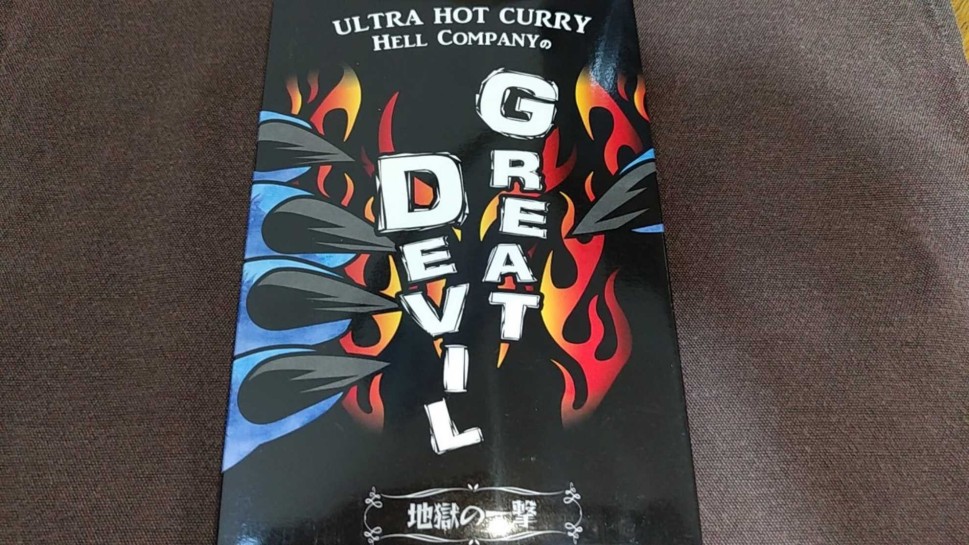 ULTRA HOT CURRY
HELL COMPANYの
GREAT
DEVIL
地獄の一撃